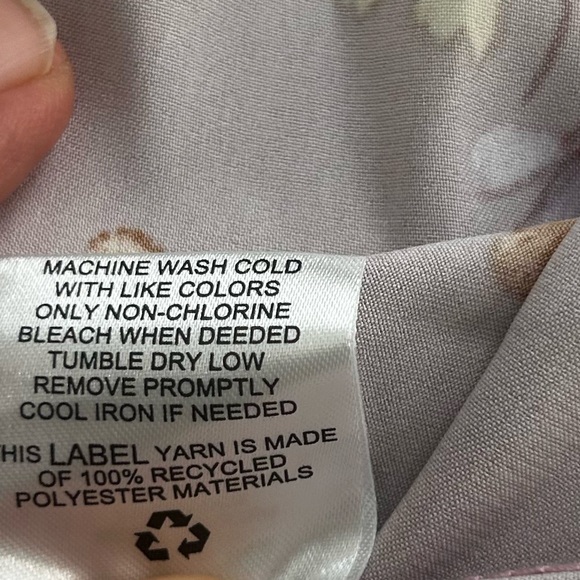 MACHINE WASH COLD
WITH LIKE COLORS
ONLY NON-CHLORINE
BLEACH WHEN DEEDED
TUMBLE DRY LOW
REMOVE PROMPTLY
COOL IRON IF NEEDED
HIS LABEL YARN IS MADE
OF 100% RECYCLED
POLYESTER MATERIALS